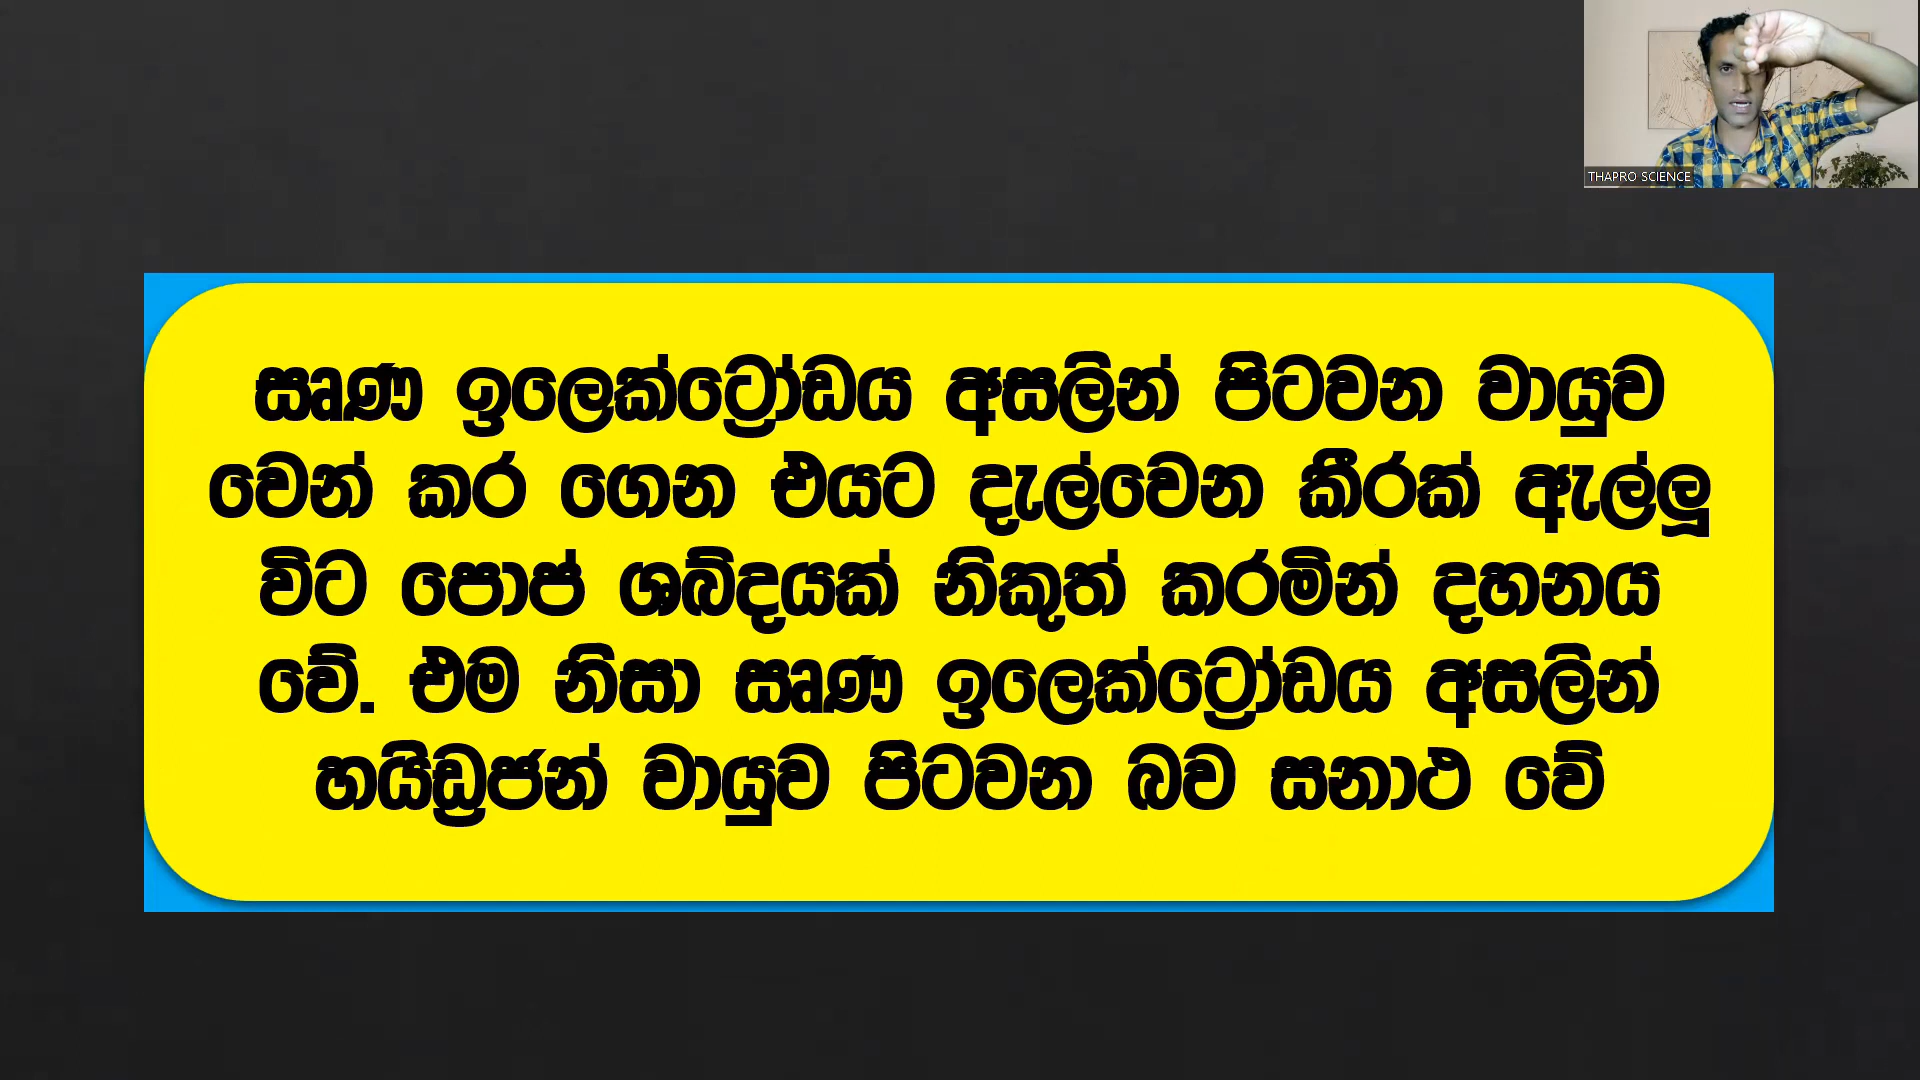 THAPRO SCIENCE
සෘණ ඉලෙක්ට්‍රෝඩය අසලින් පිටවන වායුව
වෙන් කර ගෙන එයට දැල්වෙන කීරක් ඇල්ලූ
විට පොප් ශබ්දයක් නිකුත් කරමින් දහනය
වේ. එම නිසා සෘණ ඉලෙක්ට්‍රෝඩය අසලින්
හයිඩ්‍රජන් වායුව පිටවන බව සනාථ වේ